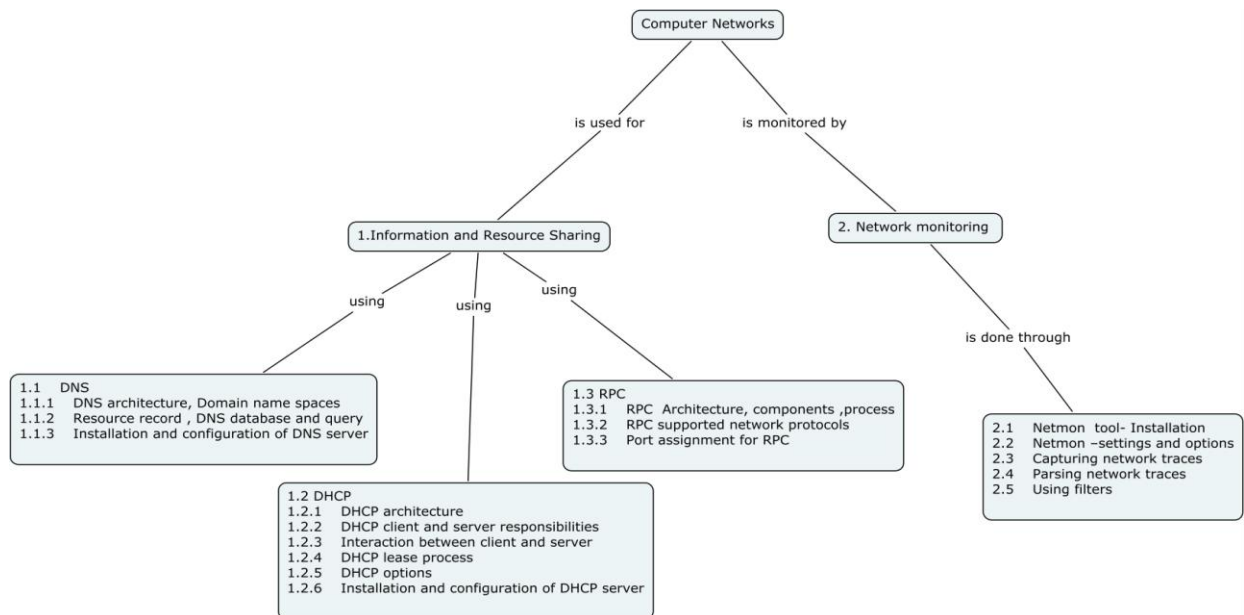 Computer Networks
is used for
is monitored by
1.Information and Resource Sharing
2. Network monitoring
using
using
using
is done through
1.1 DNS
1.1.1 DNS architecture, Domain name spaces
1.1.2 Resource record , DNS database and query
1.1.3 Installation and configuration of DNS server
1.2 DHCP
1.2.1 DHCP architecture
1.2.2 DHCP client and server responsibilities
1.2.3 Interaction between client and server
1.2.4 DHCP lease process
1.2.5 DHCP options
1.2.6 Installation and configuration of DHCP server
1.3 RPC
1.3.1 RPC Architecture, components ,process
1.3.2 RPC supported network protocols
1.3.3 Port assignment for RPC
2.1 Netmon tool- Installation
2.2 Netmon –settings and options
2.3 Capturing network traces
2.4 Parsing network traces
2.5 Using filters